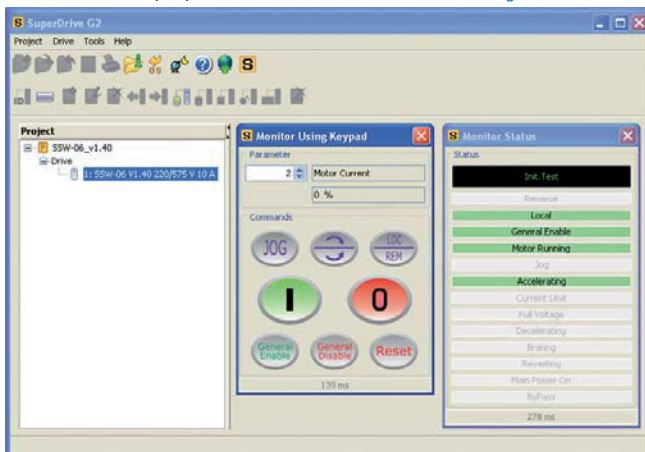 SuperDrive G2
Project Drive Tools Help
Project
SSW-06_v1.40
Drive
1: SSW-06 V1.40 220/575 V 10 A
Monitor Using Keypad
Parameter
2 Motor Current
0 %
Commands
JOG
LOC
REM
I
0
General Enable
General Disable
Reset
139 ms
Monitor Status
Status
Init.Test
Reverse
Local
General Enable
Motor Running
Jog
Accelerating
Current Limit
Full Voltage
Decelerating
Braking
Reverting
Main Power On
ByPass
278 ms